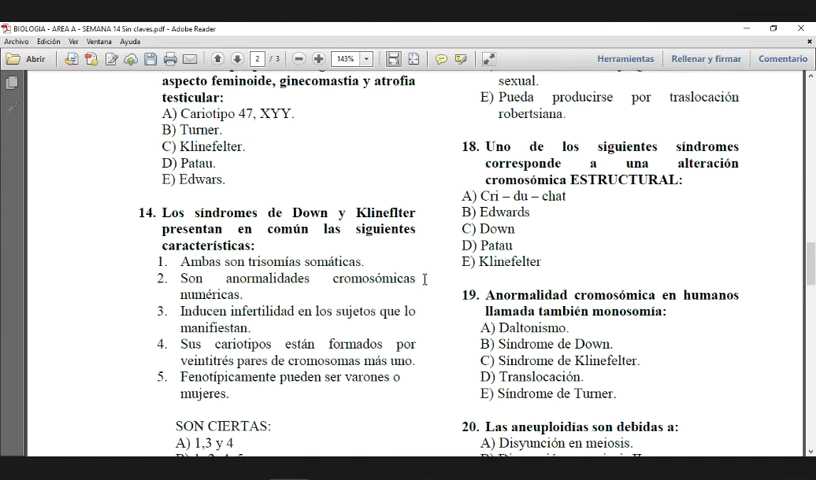 BIOLOGIA - AREA A - SEMANA 14 Sin claves.pdf - Adobe Reader
Archivo Edición Ver Ventana Ayuda
Abrir 2 / 3 143% Herramientas Rellenar y firmar Comentario
aspecto feminoide, ginecomastia y atrofia
testicular:
A) Cariotipo 47, XYY.
B) Turner.
C) Klinefelter.
D) Patau.
E) Edwars.
14. Los síndromes de Down y Klineflter
presentan en común las siguientes
características:
1. Ambas son trisomías somáticas.
2. Son anormalidades cromosómicas
numéricas.
3. Inducen infertilidad en los sujetos que lo
manifiestan.
4. Sus cariotipos están formados por
veintitrés pares de cromosomas más uno.
5. Fenotípicamente pueden ser varones o
mujeres.
SON CIERTAS:
A) 1,3 y 4
sexual.
E) Pueda producirse por traslocación
robertsiana.
18. Uno de los siguientes síndromes
corresponde a una alteración
cromosómica ESTRUCTURAL:
A) Cri – du – chat
B) Edwards
C) Down
D) Patau
E) Klinefelter
19. Anormalidad cromosómica en humanos
llamada también monosomía:
A) Daltonismo.
B) Síndrome de Down.
C) Síndrome de Klinefelter.
D) Translocación.
E) Síndrome de Turner.
20. Las aneuploidías son debidas a:
A) Disyunción en meiosis.